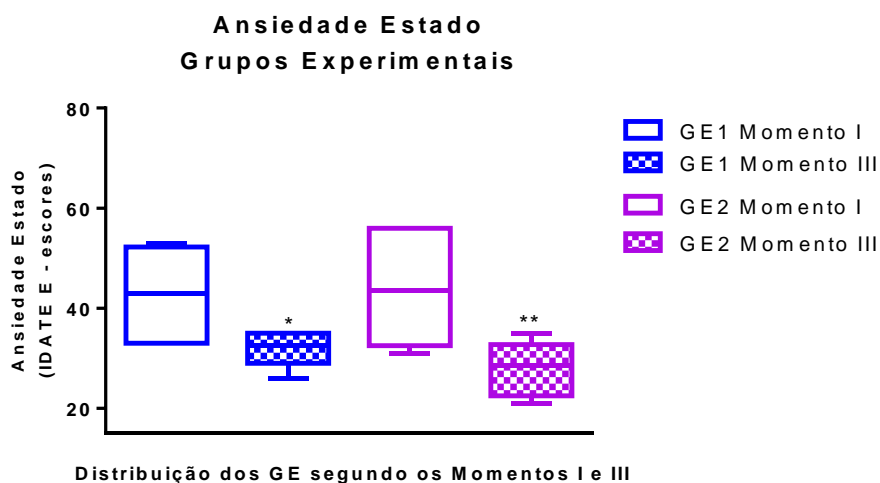 Ansiedade Estado
Grupos Experimentais
Ansiedade Estado
(IDATE E - escores)
80
60
40
20
*
**
GE1 Momento I
GE1 Momento III
GE2 Momento I
GE2 Momento III
Distribuição dos GE segundo os Momentos I e III